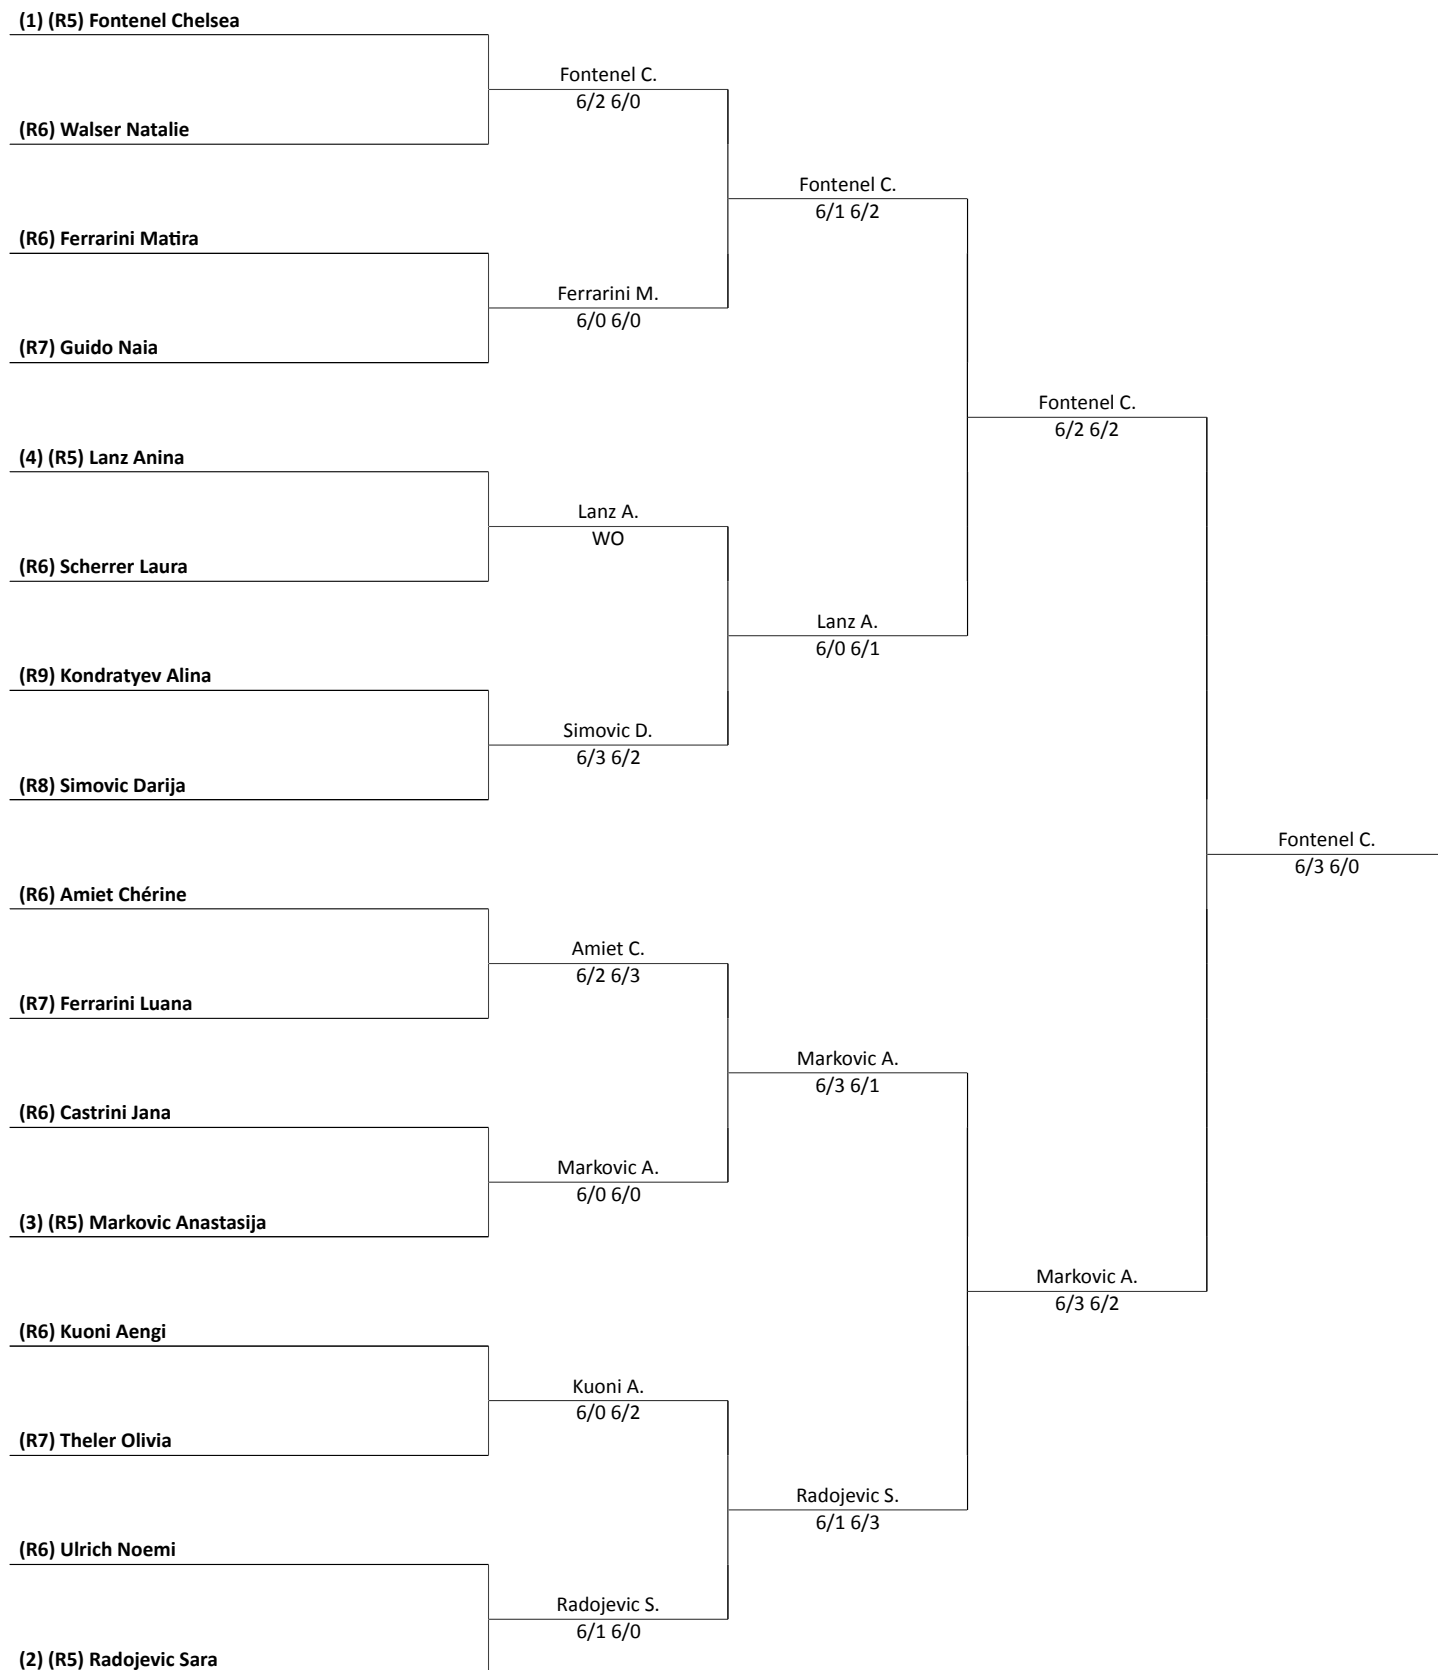 (1) (R5) Fontenel Chelsea
Fontenel C.
6/2 6/0
(R6) Walser Natalie
Fontenel C.
6/1 6/2
(R6) Ferrarini Matira
Ferrarini M.
6/0 6/0
(R7) Guido Naia
Fontenel C.
6/2 6/2
(4) (R5) Lanz Anina
Lanz A.
WO
(R6) Scherrer Laura
Lanz A.
6/0 6/1
(R9) Kondratyev Alina
Simovic D.
6/3 6/2
(R8) Simovic Darija
Fontenel C.
6/3 6/0
(R6) Amiet Chérine
Amiet C.
6/2 6/3
(R7) Ferrarini Luana
Markovic A.
6/3 6/1
(R6) Castrini Jana
Markovic A.
6/0 6/0
(3) (R5) Markovic Anastasija
Markovic A.
6/3 6/2
(R6) Kuoni Aengi
Kuoni A.
6/0 6/2
(R7) Theler Olivia
Radojevic S.
6/1 6/3
(R6) Ulrich Noemi
Radojevic S.
6/1 6/0
(2) (R5) Radojevic Sara